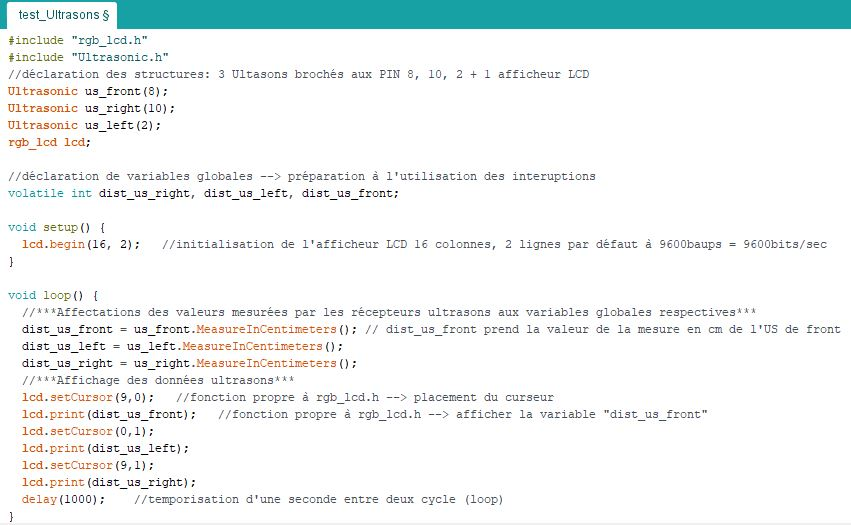 test_Ultrasons §
#include "rgb_lcd.h"
#include "Ultrasonic.h"
//déclaration des structures: 3 Ultasons brochés aux PIN 8, 10, 2 + 1 afficheur LCD
Ultrasonic us_front(8);
Ultrasonic us_right(10);
Ultrasonic us_left(2);
rgb_lcd lcd;
//déclaration de variables globales --> préparation à l'utilisation des interuptions
volatile int dist_us_right, dist_us_left, dist_us_front;
void setup() {
  lcd.begin(16, 2);   //initialisation de l'afficheur LCD 16 colonnes, 2 lignes par défaut à 9600baups = 9600bits/sec
}
void loop() {
  //***Affectations des valeurs mesurées par les récepteurs ultrasons aux variables globales respectives***
  dist_us_front = us_front.MeasureInCentimeters(); // dist_us_front prend la valeur de la mesure en cm de l'US de front
  dist_us_left = us_left.MeasureInCentimeters();
  dist_us_right = us_right.MeasureInCentimeters();
  //***Affichage des données ultrasons***
  lcd.setCursor(9,0);   //fonction propre à rgb_lcd.h --> placement du curseur
  lcd.print(dist_us_front);   //fonction propre à rgb_lcd.h --> afficher la variable "dist_us_front"
  lcd.setCursor(0,1);
  lcd.print(dist_us_left);
  lcd.setCursor(9,1);
  lcd.print(dist_us_right);
  delay(1000);    //temporisation d'une seconde entre deux cycle (loop)
}